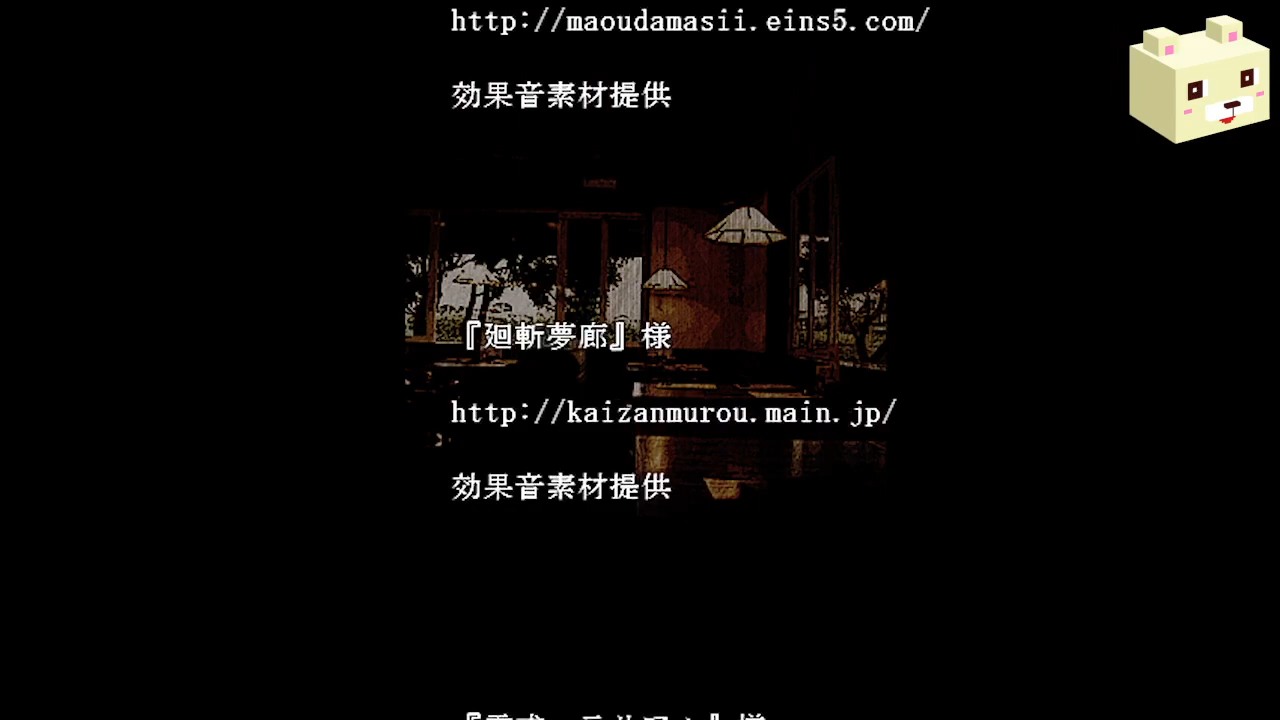 http://maoudamasii.eins5.com/
効果音素材提供
『廻斬夢廊』様
http://kaizanmurou.main.jp/
効果音素材提供